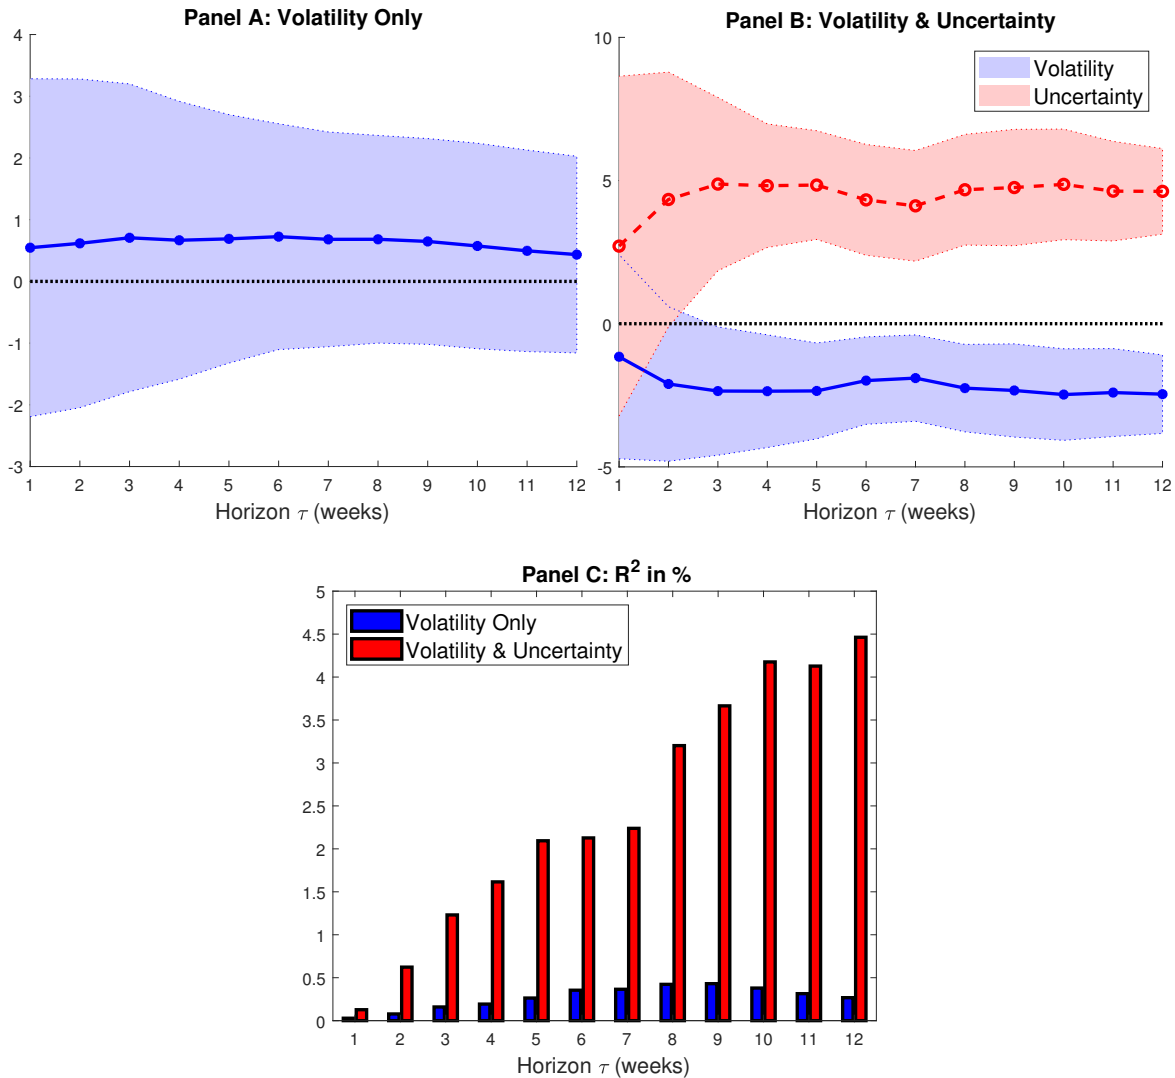 Panel A: Volatility Only
4
3
2
1
0
-1
-2
-3
1 2 3 4 5 6 7 8 9 10 11 12
Horizon τ (weeks)
Panel B: Volatility & Uncertainty
10
5
0
-5
Volatility
Uncertainty
1 2 3 4 5 6 7 8 9 10 11 12
Horizon τ (weeks)
Panel C: R² in %
5
4.5
4
3.5
3
2.5
2
1.5
1
0.5
0
Volatility Only
Volatility & Uncertainty
1 2 3 4 5 6 7 8 9 10 11 12
Horizon τ (weeks)